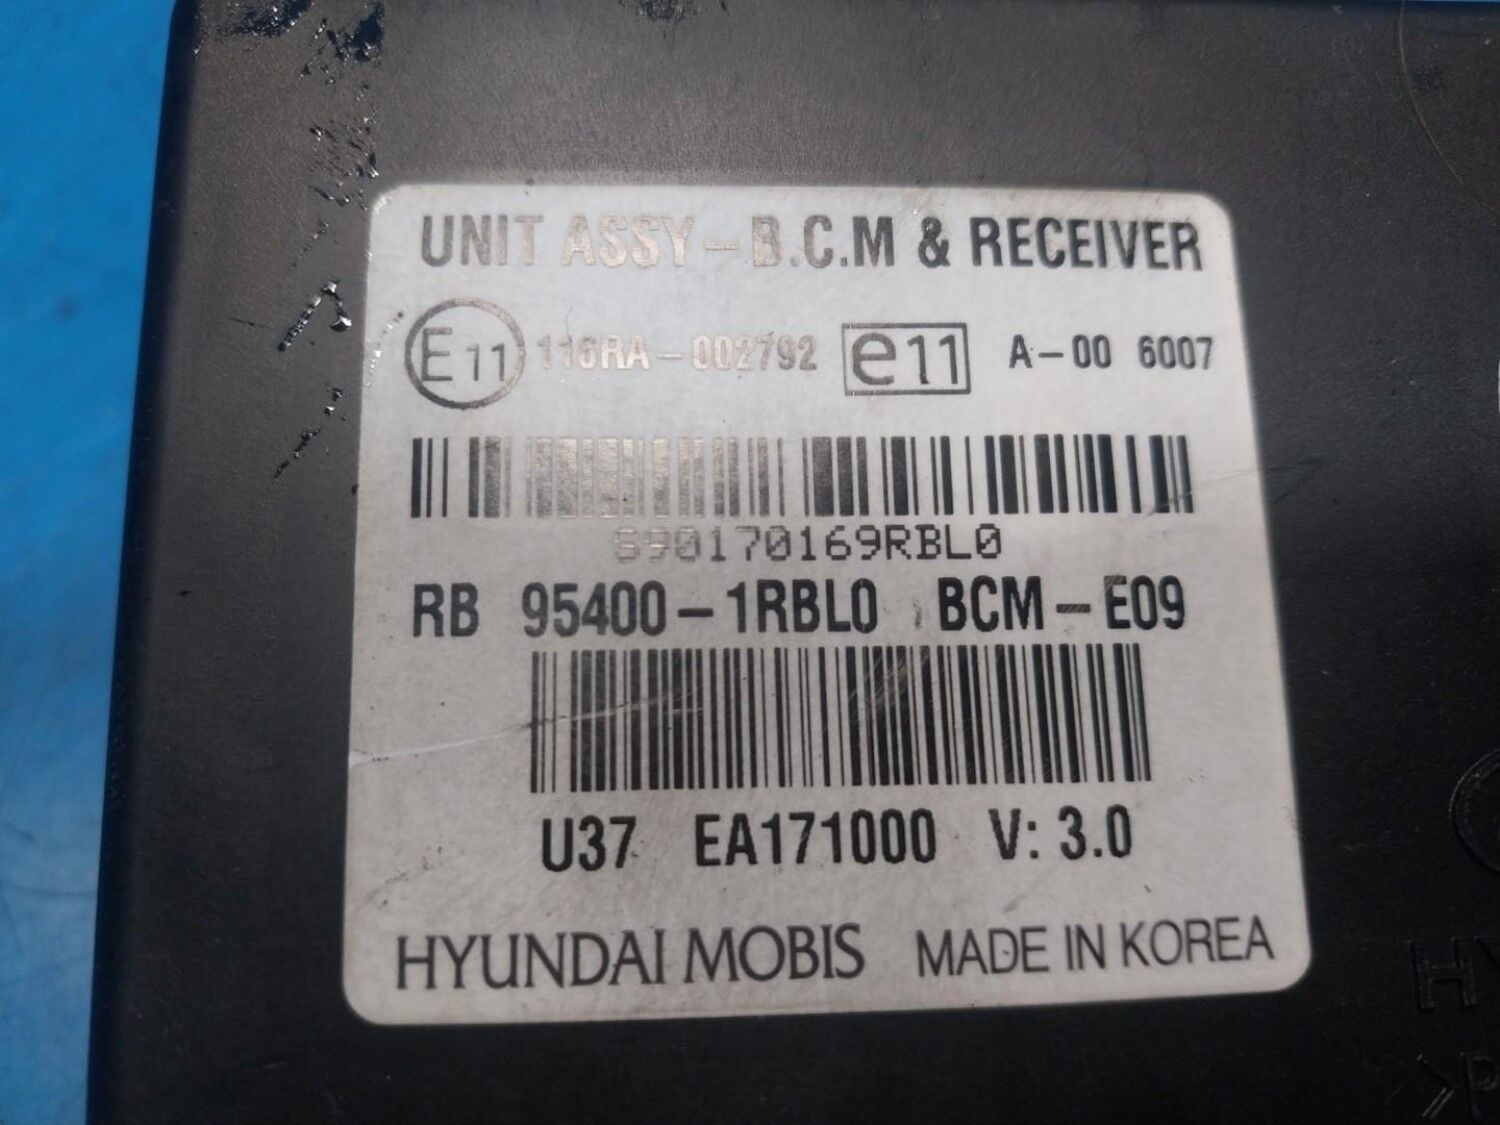 UNIT ASSY - B.C.M & RECEIVER
E11 116RA - 002792 e11 A - 00 6007
S90170169RBL0
RB 95400 - 1RBL0 BCM - E09
U37 EA171000 V: 3.0
HYUNDAI MOBIS MADE IN KOREA